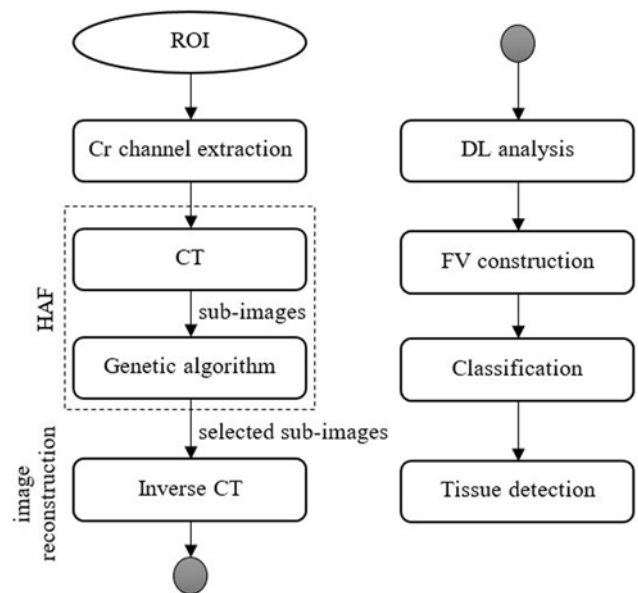 ROI
Cr channel extraction
HAF
CT
sub-images
Genetic algorithm
selected sub-images
image
reconstruction
Inverse CT
DL analysis
FV construction
Classification
Tissue detection